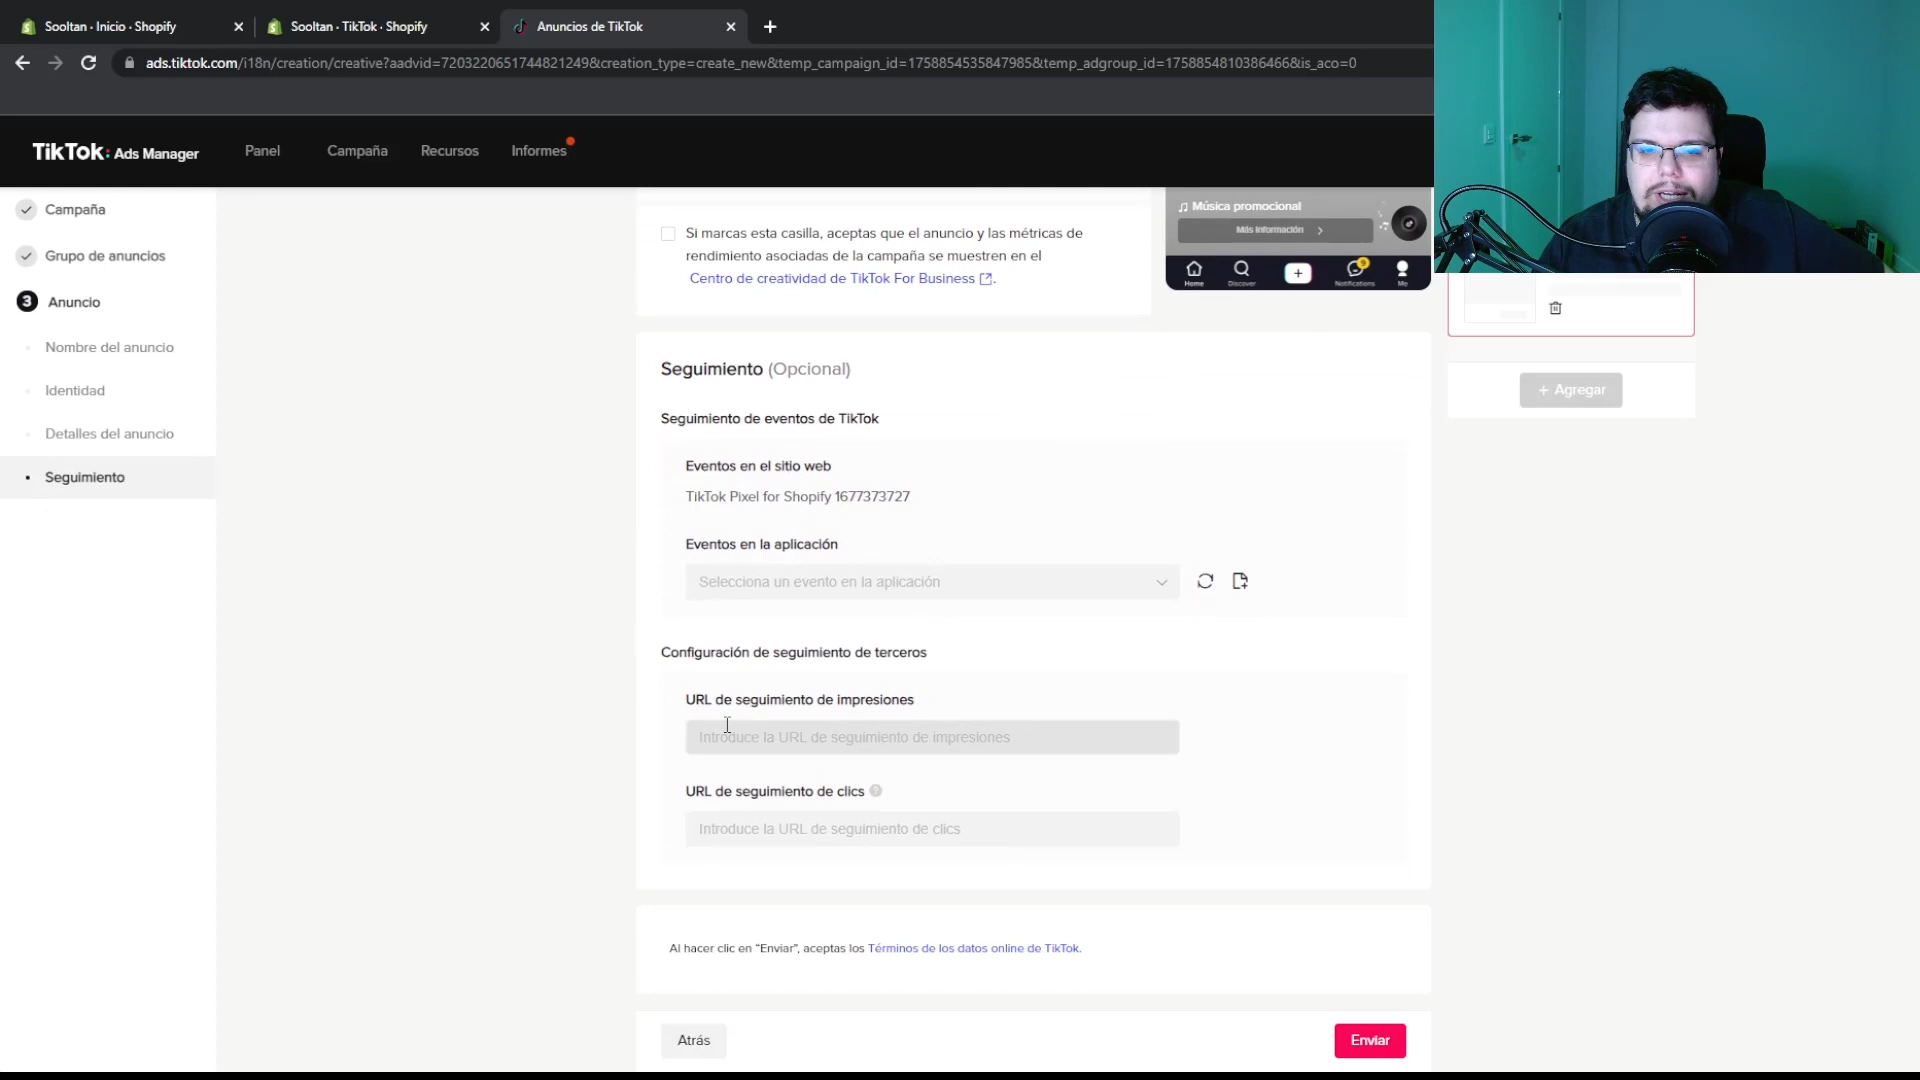 Sooltan · Inicio · Shopify
Sooltan · TikTok · Shopify
Anuncios de TikTok
ads.tiktok.com/i18n/creation/creative?aadvid=7203220651744821249&creation_type=create_new&temp_campaign_id=1758854535847985&temp_adgroup_id=1758854810386466&is_aco=0
TikTok: Ads Manager
Panel
Campaña
Recursos
Informes
Campaña
Grupo de anuncios
3 Anuncio
Nombre del anuncio
Identidad
Detalles del anuncio
Seguimiento
Si marcas esta casilla, aceptas que el anuncio y las métricas de
rendimiento asociadas de la campaña se muestren en el
Centro de creatividad de TikTok For Business.
Música promocional
Más información
Home
Discover
9
Notifications
Me
+ Agregar
Seguimiento (Opcional)
Seguimiento de eventos de TikTok
Eventos en el sitio web
TikTok Pixel for Shopify 1677373727
Eventos en la aplicación
Selecciona un evento en la aplicación
Configuración de seguimiento de terceros
URL de seguimiento de impresiones
Introduce la URL de seguimiento de impresiones
URL de seguimiento de clics
Introduce la URL de seguimiento de clics
Al hacer clic en “Enviar”, aceptas los Términos de los datos online de TikTok.
Atrás
Enviar